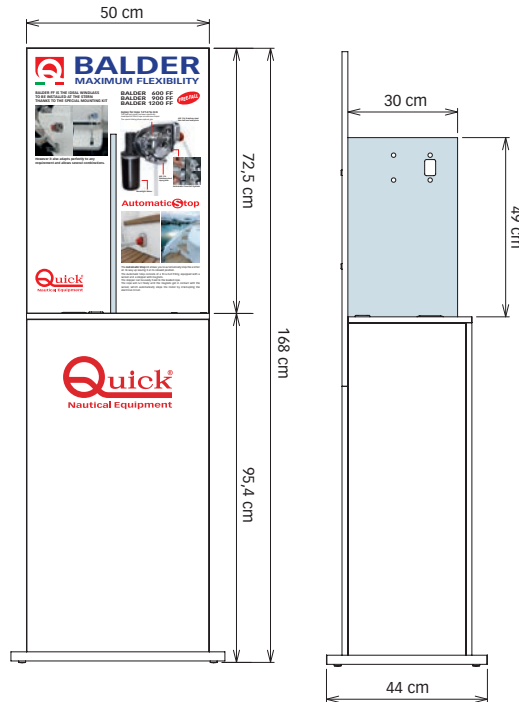 50 cm
BALDER
MAXIMUM FLEXIBILITY
BALDER FF IS THE IDEAL WINDLASS
TO BE INSTALLED AT THE STERN
THANKS TO THE SPECIAL MOUNTING KIT
BALDER 600 FF
BALDER 900 FF
BALDER 1200 FF
FREE FALL
However it also adapts perfectly to any
requirement and allows several combinations.
Automatic Stop
Quick®
Nautical Equipment
72,5 cm
168 cm
95,4 cm
Quick®
Nautical Equipment
30 cm
49 cm
44 cm